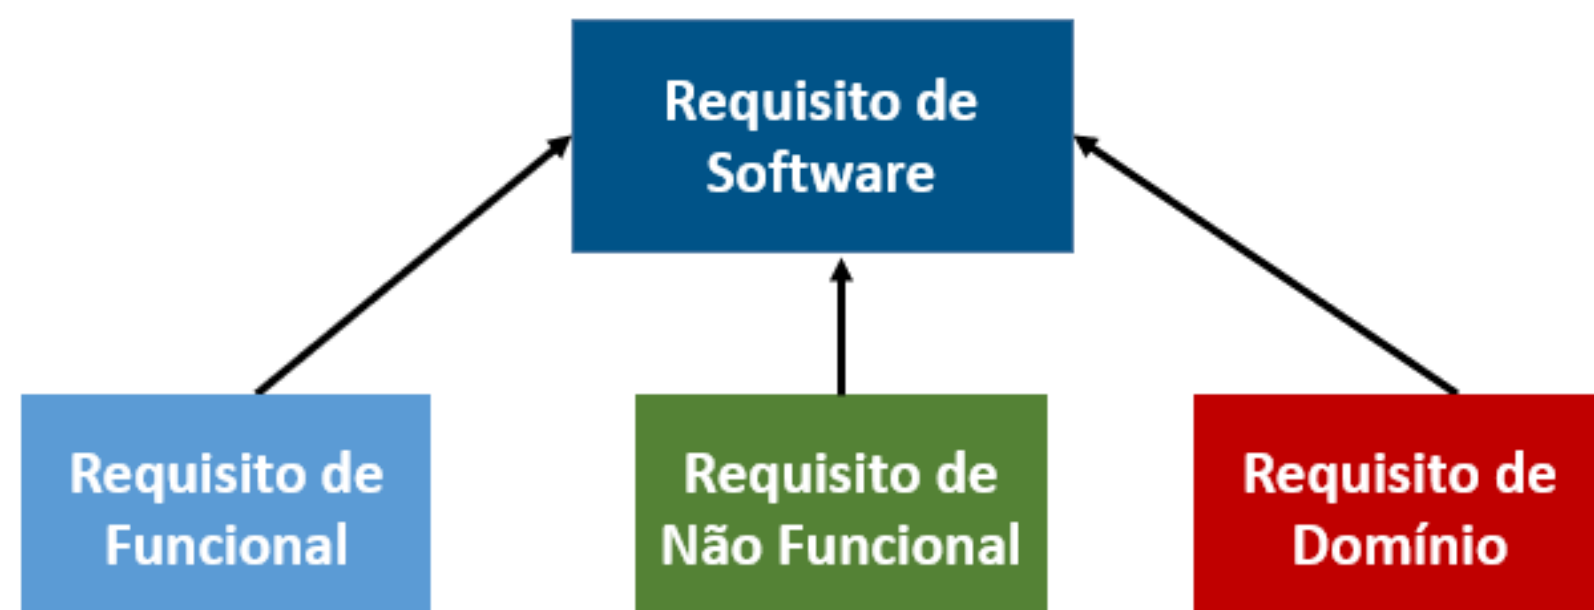 Requisito de
Software
Requisito de
Funcional
Requisito de
Não Funcional
Requisito de
Domínio